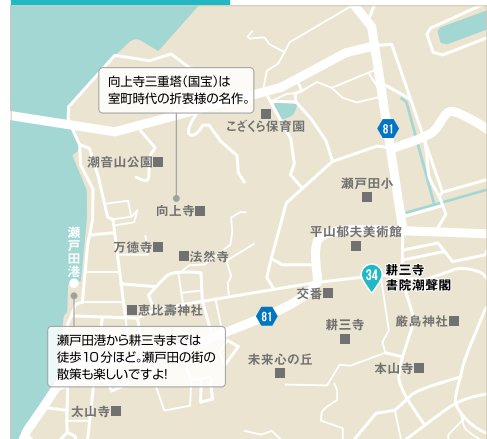 向上寺三重塔（国宝）は
室町時代の折衷様の名作。
こざくら保育園
81
潮音山公園
瀬戸田小
向上寺
瀬戸田港
平山郁夫美術館
万徳寺
法然寺
34
耕三寺
書院潮聲閣
交番
恵比壽神社
81
耕三寺
厳島神社
瀬戸田港から耕三寺までは
徒歩10分ほど。瀬戸田の街の
散策も楽しいですよ!
未来心の丘
本山寺
太山寺